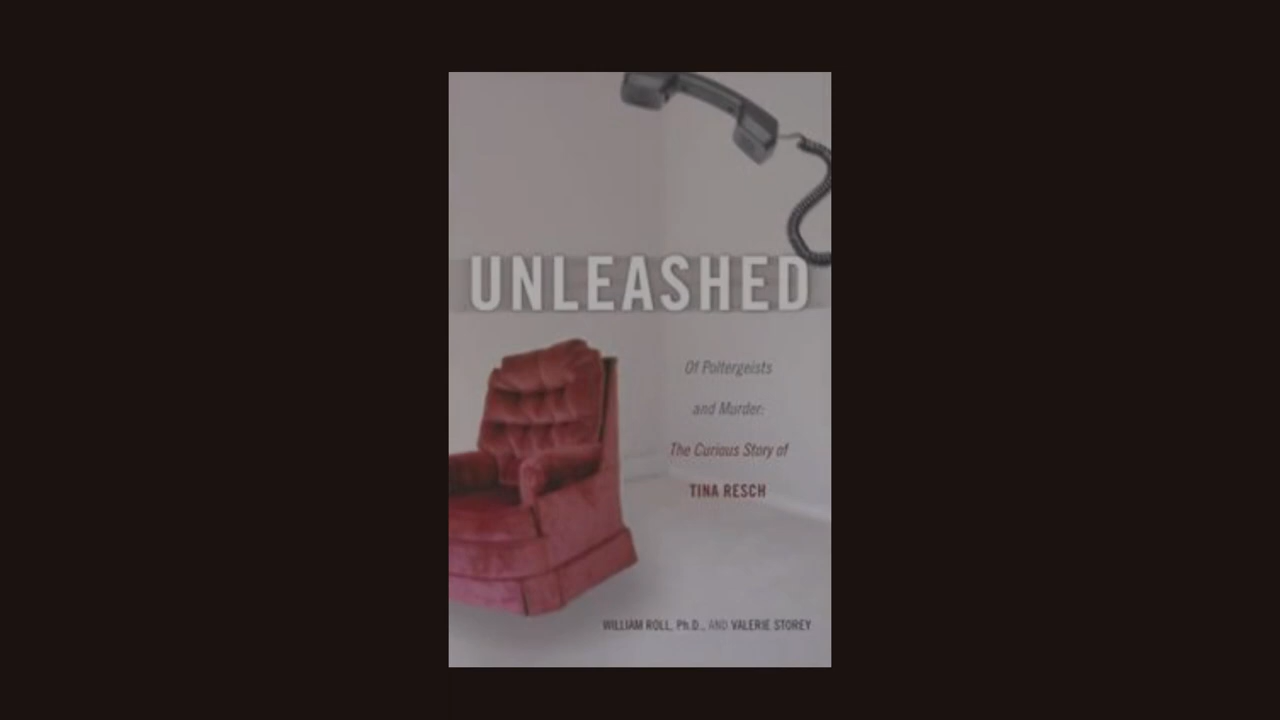 UNLEASHED
Of Poltergeists
and Murder:
The Curious Story of
TINA RESCH
WILLIAM ROLL, Ph.D., AND VALERIE STOREY